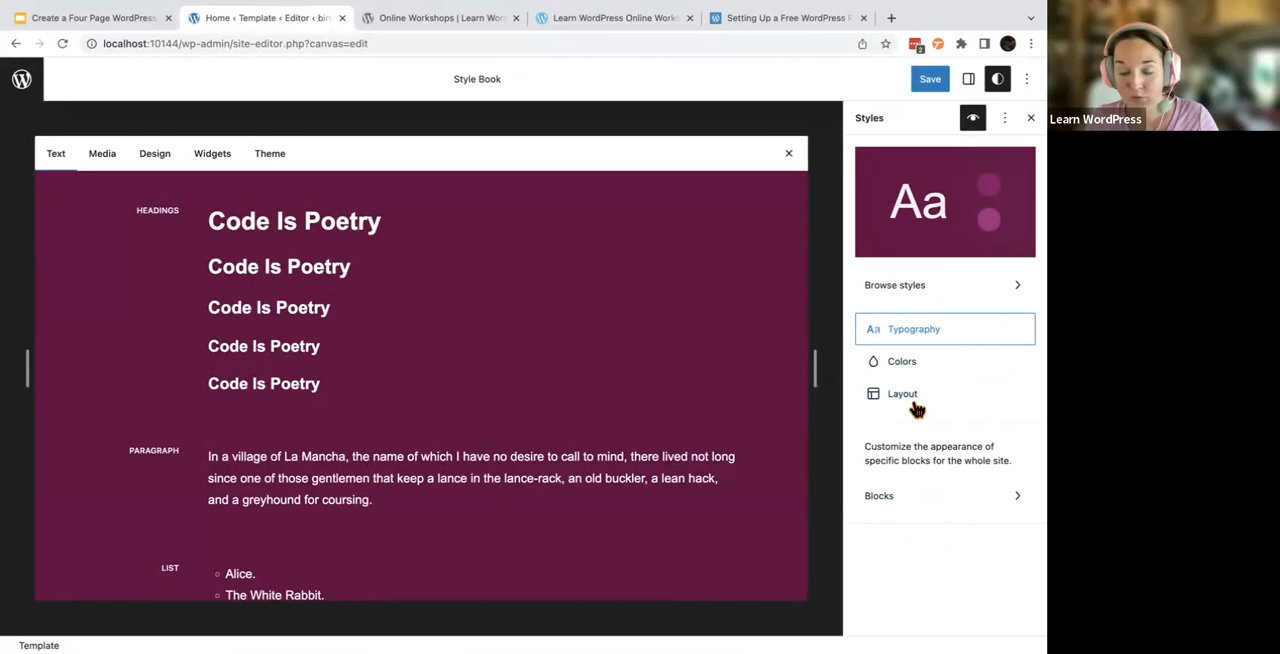 Create a Four Page WordPress
Home ‹ Template ‹ Editor ‹ bir
Online Workshops | Learn Wor
Learn WordPress Online Work
Setting Up a Free WordPress
localhost:10144/wp-admin/site-editor.php?canvas=edit
2
Style Book
Save
Styles
Learn WordPress
Text
Media
Design
Widgets
Theme
Aa
HEADINGS
Code Is Poetry
Code Is Poetry
Code Is Poetry
Code Is Poetry
Code Is Poetry
Browse styles
Aa Typography
Colors
Layout
Customize the appearance of
specific blocks for the whole site.
Blocks
PARAGRAPH
In a village of La Mancha, the name of which I have no desire to call to mind, there lived not long
since one of those gentlemen that keep a lance in the lance-rack, an old buckler, a lean hack,
and a greyhound for coursing.
LIST
Alice.
The White Rabbit.
Template